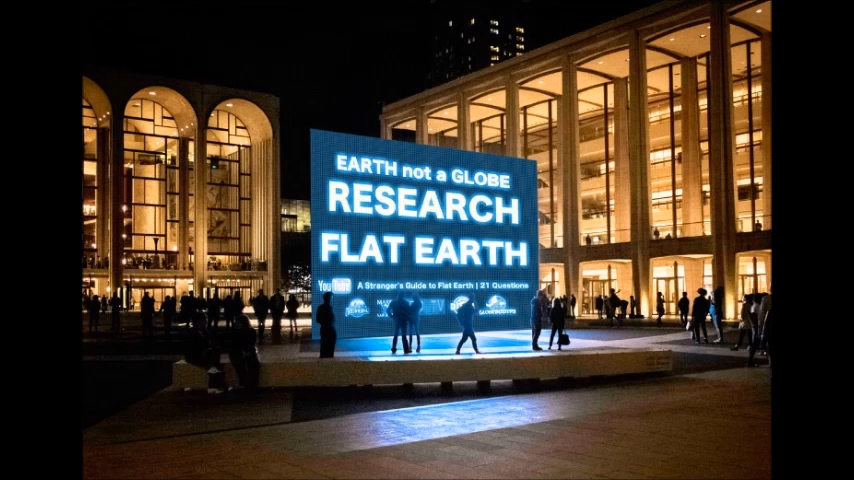 EARTH not a GLOBE
RESEARCH
FLAT EARTH
YouTube A Stranger's Guide to Flat Earth | 21 Questions